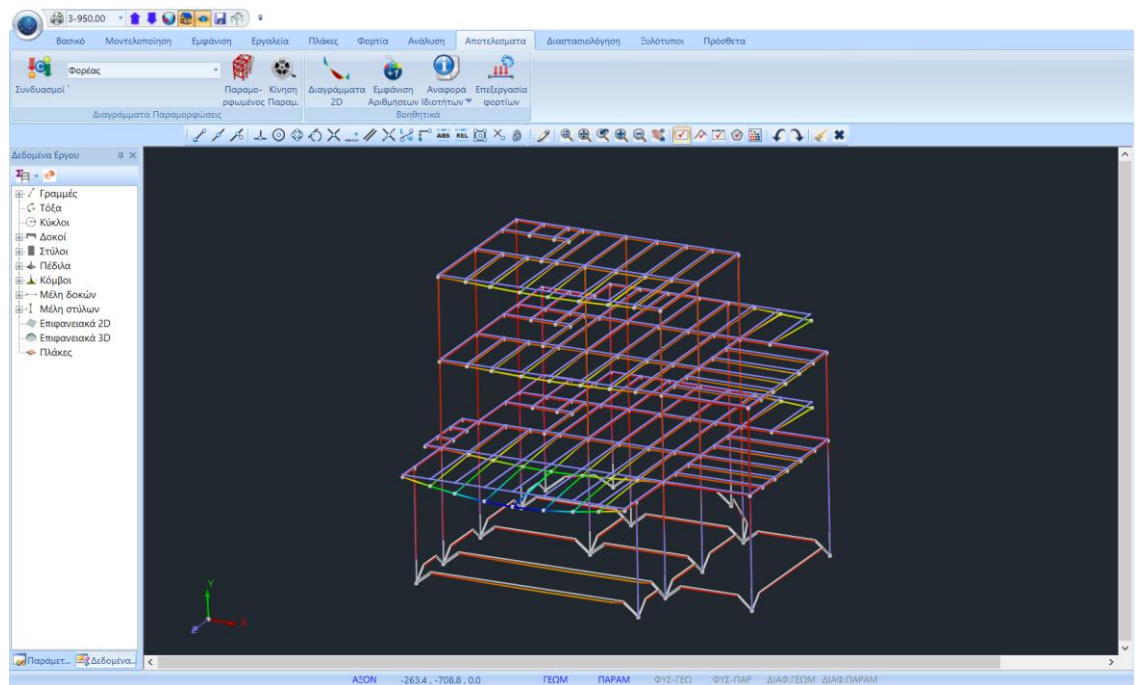 3-950.00
Βασικό Μοντελοποίηση Εμφάνιση Εργαλεία Πλάκες Φορτία Ανάλυση Αποτελεσματα Διαστασιολόγηση Ξυλότυποι Πρόσθετα
Φορέας
Συνδυασμοί
Παραμο- Κίνηση Διαγράμματα Εμφάνιση Αναφορά Επεξεργασία
ρφωμένος Παραμ. 2D Αριθμήσεων Ιδιοτήτων φορτίων
Διαγράμματα Παραμορφώσεις Βοηθητικά
ABS REL
Δεδομένα Εργου
Γραμμές
Τόξα
Κύκλοι
Δοκοί
Στύλοι
Πέδιλα
Κόμβοι
Μέλη δοκών
Μέλη στύλων
Επιφανειακά 2D
Επιφανειακά 3D
Πλάκες
Y
X
Z
Παράμετ... Δεδομένα...
ΑΞΟΝ -263.4 , -708.8 , 0.0 ΓΕΩΜ ΠΑΡΑΜ ΦΥΣ-ΓΕΩ ΦΥΣ-ΠΑΡ ΔΙΑΦ.ΓΕΩΜ ΔΙΑΦ.ΠΑΡΑΜ